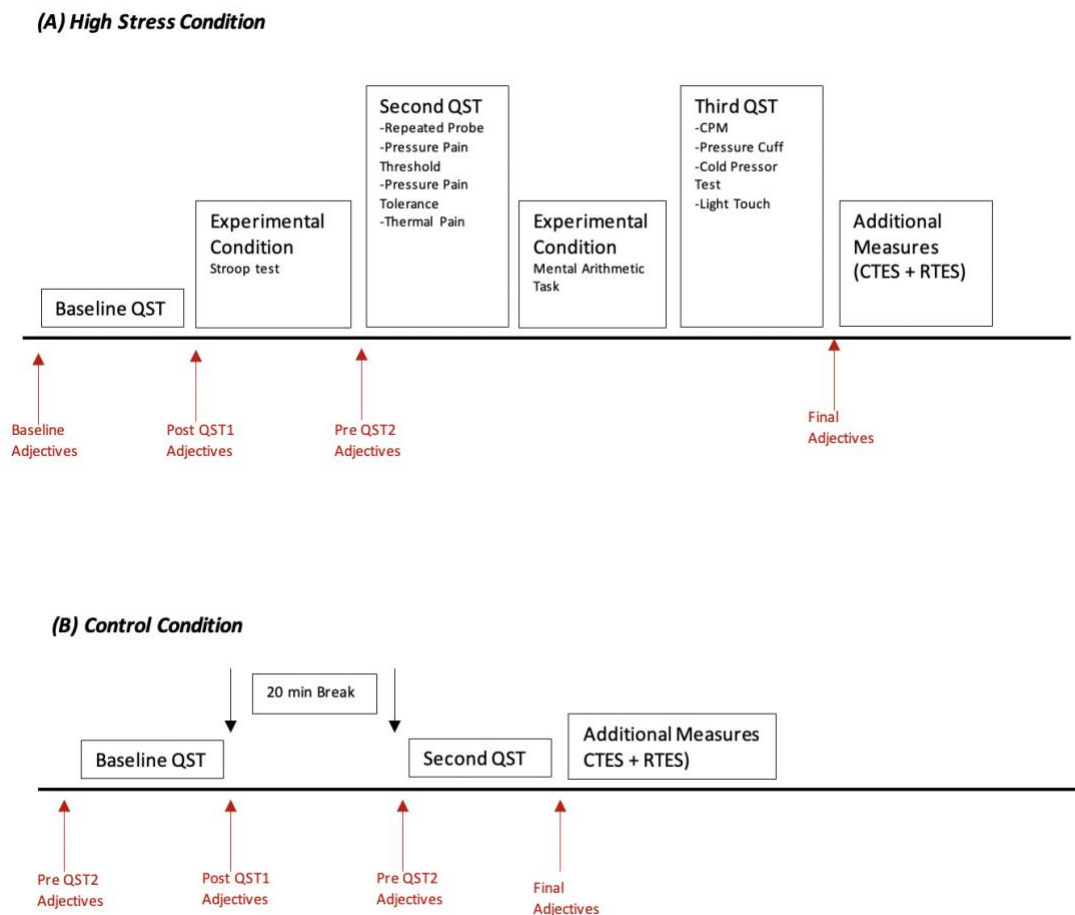 (A) High Stress Condition
Baseline QST
Experimental
Condition
Stroop test
Second QST
-Repeated Probe
-Pressure Pain
Threshold
-Pressure Pain
Tolerance
-Thermal Pain
Experimental
Condition
Mental Arithmetic
Task
Third QST
-CPM
-Pressure Cuff
-Cold Pressor
Test
-Light Touch
Additional
Measures
(CTES + RTES)
Baseline
Adjectives
Post QST1
Adjectives
Pre QST2
Adjectives
Final
Adjectives
(B) Control Condition
Baseline QST
20 min Break
Second QST
Additional Measures
CTES + RTES)
Pre QST2
Adjectives
Post QST1
Adjectives
Pre QST2
Adjectives
Final
Adjectives